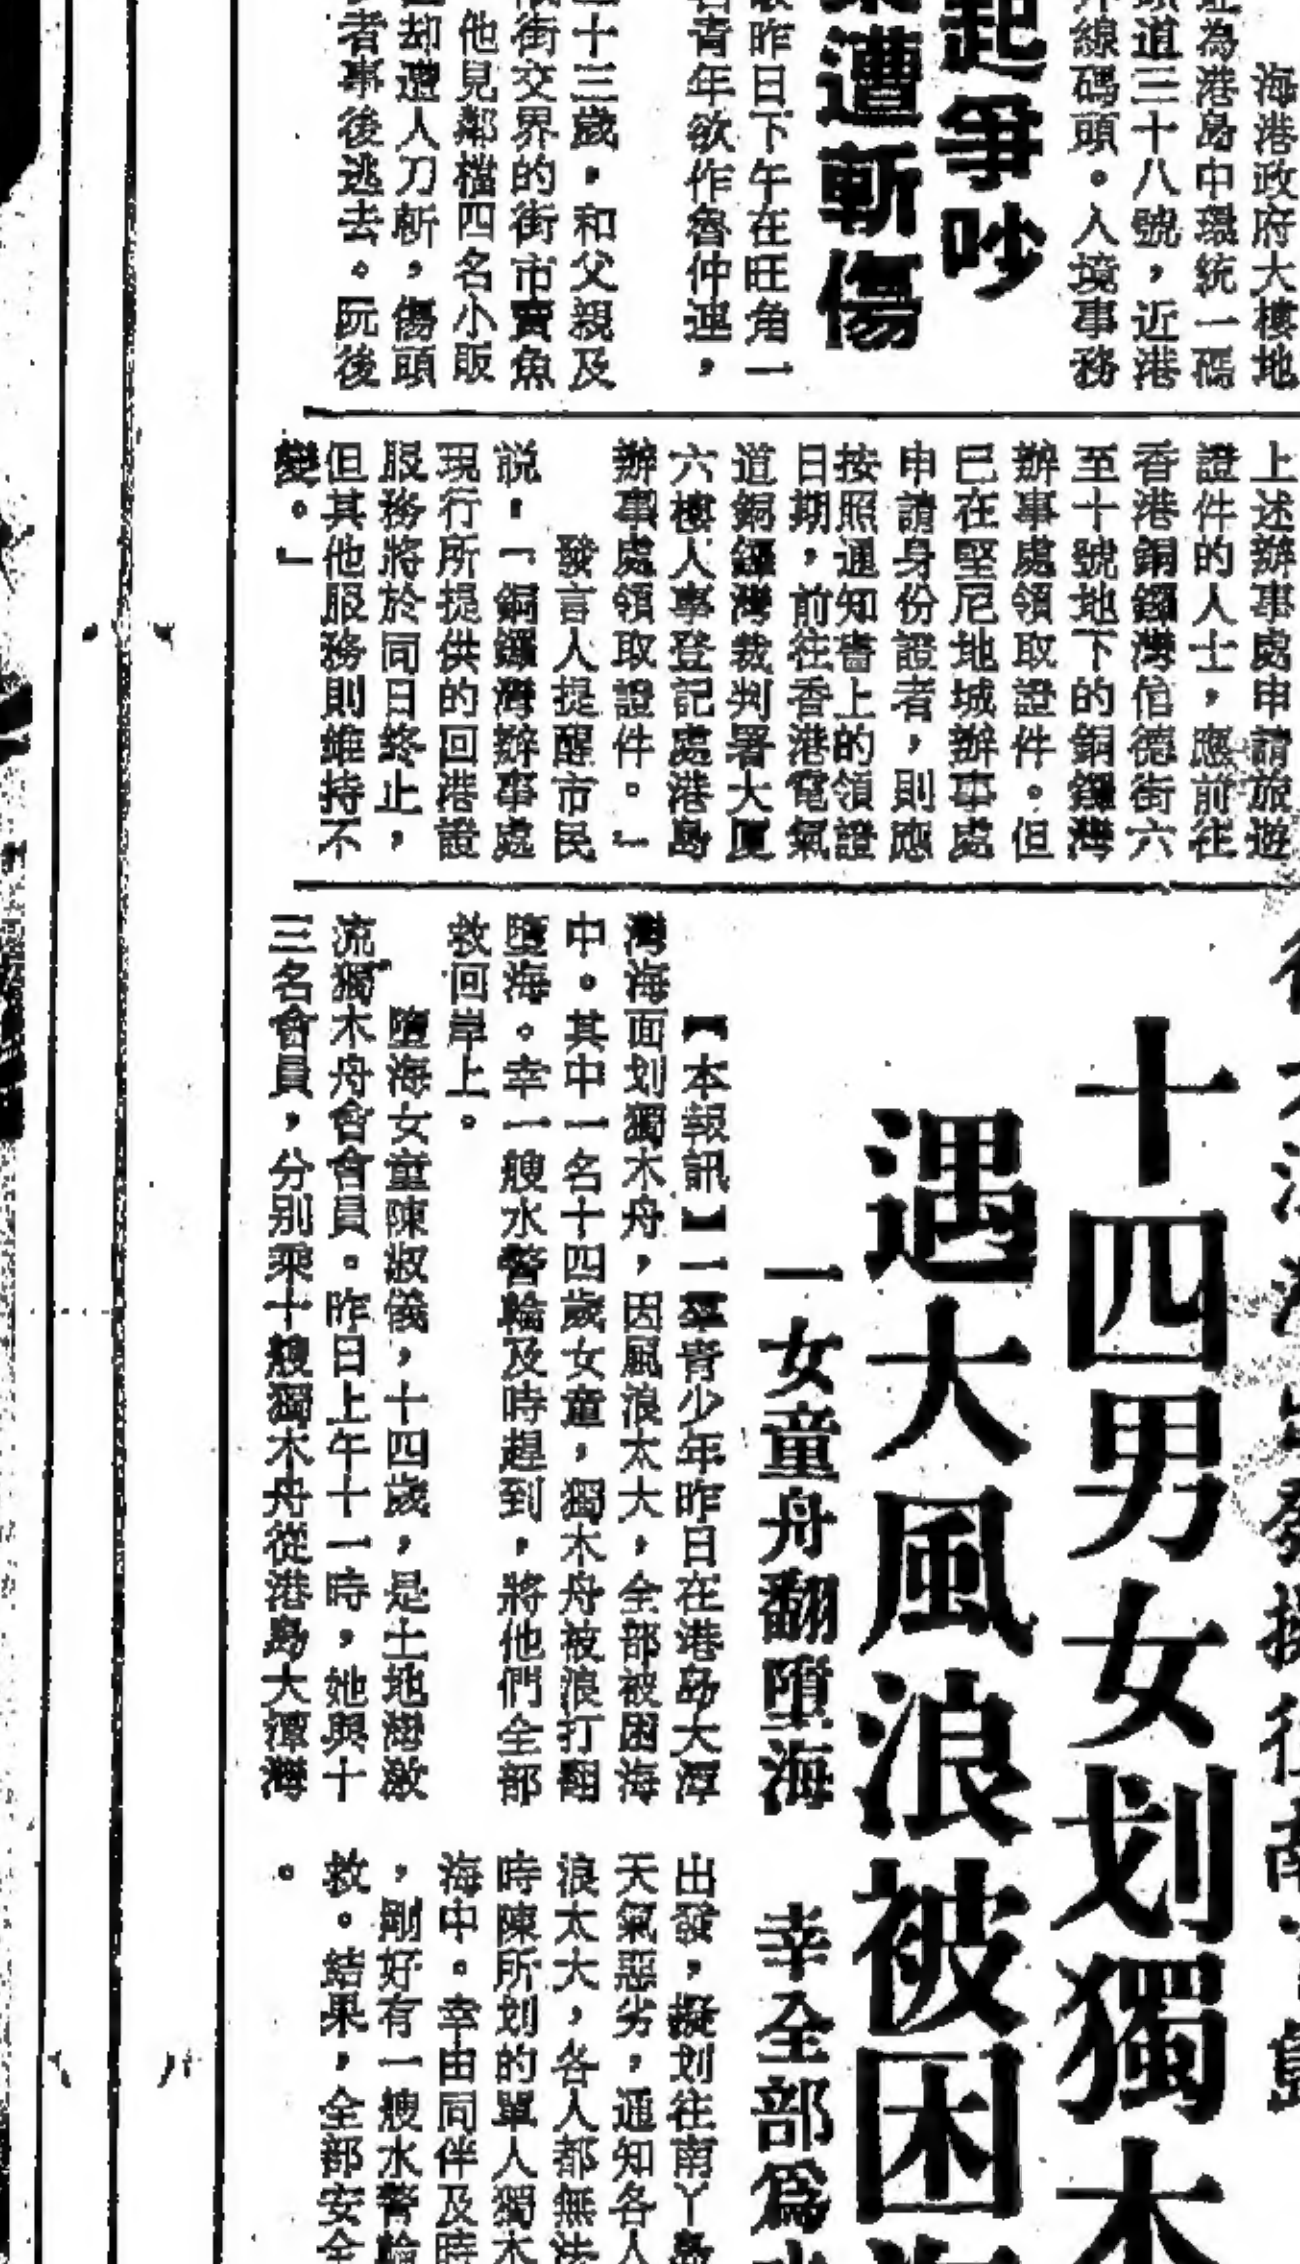 海港政府大樓地
為港島中環統一碼
道三十八號，近港
線碼頭。入境事務
起爭吵
遭斬傷
昨日下午在旺角一
青年欲作魯仲連，
十三歲，和父親及
街交界的街市賣魚
他見鄰檔四名小販
却遭人刀斬，傷頭
者事後逃去。阮後
上述辦事處申請旅遊
證件的人士，應前往
香港銅鑼灣信德街六
至十號地下的銅鑼灣
辦事處領取證件。但
已在堅尼地城辦事處
申請身份證者，則應
按照通知書上的領證
日期，前往香港電氣
道銅鑼灣裁判署大厦
六樓人事登記處港島
辦事處領取證件。」
發言人提醒市民
說：「銅鑼灣辦事處
現行所提供的回港證
服務將於同日終止，
但其他服務則維持不
變。」
十四男女划獨木
遇大風浪被困
一女童舟翻墮海　幸全部爲
【本報訊】一羣青少年昨日在港島大潭
灣海面划獨木舟，因風浪太大，全部被困海
中。其中一名十四歲女童，獨木舟被浪打翻
墮海。幸一艘水警輪及時趕到，將他們全部
救回岸上。
墮海女童陳淑儀，十四歲，是土地灣激
流獨木舟會會員。昨日上午十一時，她與十
三名會員，分別乘十艘獨木舟從港島大潭灣
出發，擬划往南丫島
天氣惡劣，通知各人
浪太大，各人都無法
時陳所划的單人獨木
海中。幸由同伴及時
，剛好有一艘水警輪
救。結果，全部安全
。